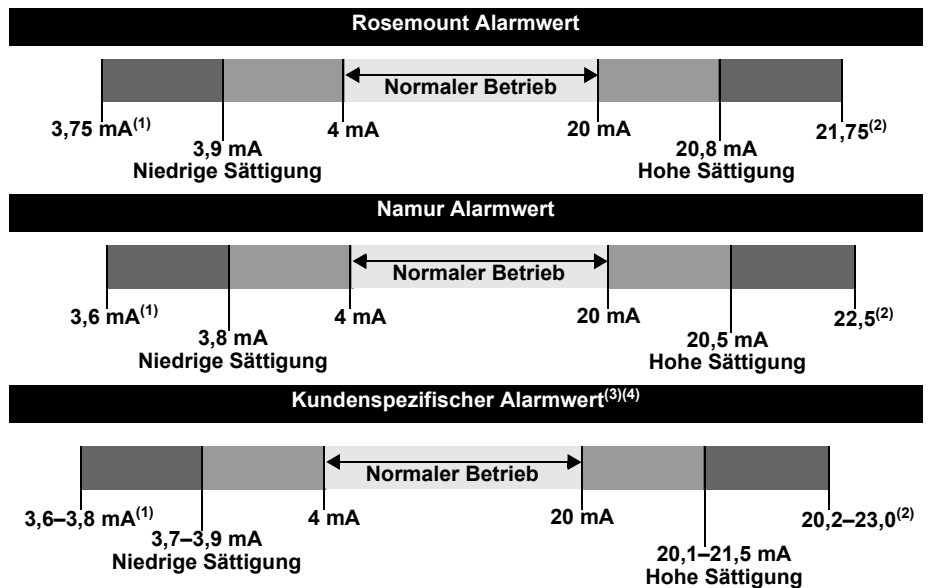 Rosemount Alarmwert
Normaler Betrieb
3,75 mA(1)
4 mA
20 mA
21,75(2)
3,9 mA
Niedrige Sättigung
20,8 mA
Hohe Sättigung
Namur Alarmwert
Normaler Betrieb
3,6 mA(1)
4 mA
20 mA
22,5(2)
3,8 mA
Niedrige Sättigung
20,5 mA
Hohe Sättigung
Kundenspezifischer Alarmwert(3)(4)
Normaler Betrieb
3,6–3,8 mA(1)
4 mA
20 mA
20,2–23,0(2)
3,7–3,9 mA
Niedrige Sättigung
20,1–21,5 mA
Hohe Sättigung